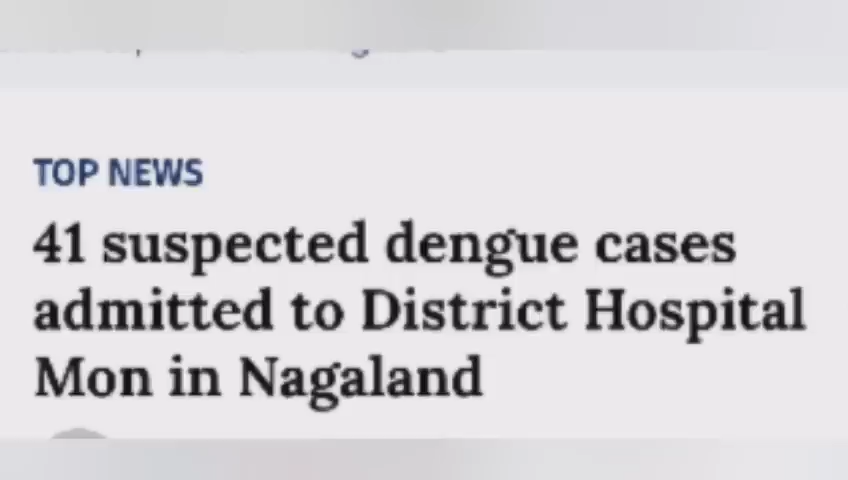 TOP NEWS
41 suspected dengue cases
admitted to District Hospital
Mon in Nagaland